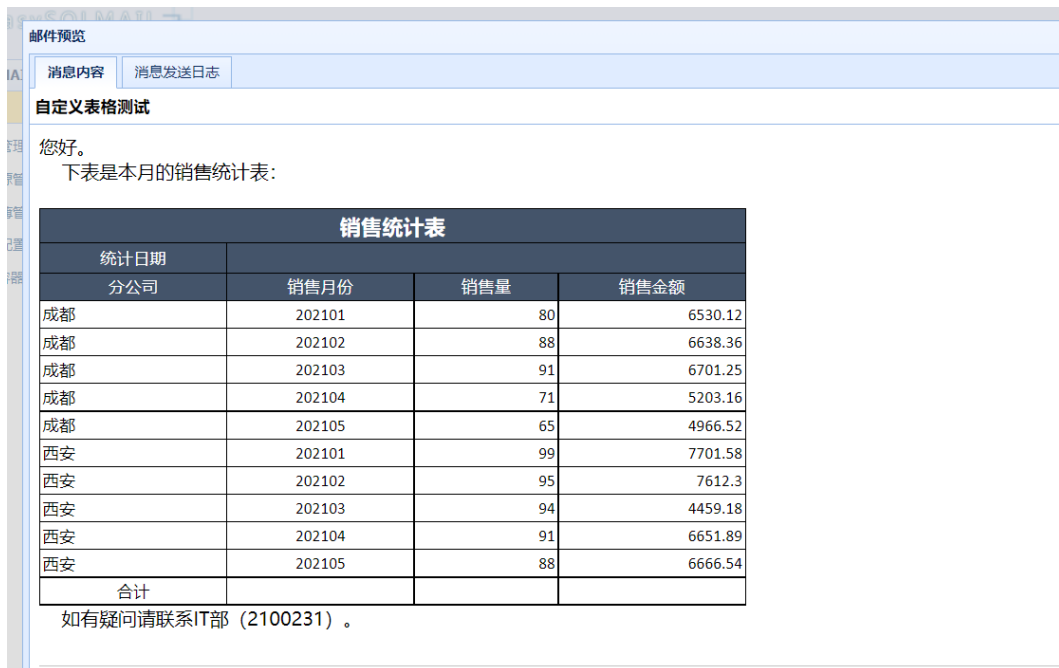 邮件预览
消息内容 消息发送日志
自定义表格测试
您好。
下表是本月的销售统计表：
销售统计表
统计日期
分公司 销售月份 销售量 销售金额
成都 202101 80 6530.12
成都 202102 88 6638.36
成都 202103 91 6701.25
成都 202104 71 5203.16
成都 202105 65 4966.52
西安 202101 99 7701.58
西安 202102 95 7612.3
西安 202103 94 4459.18
西安 202104 91 6651.89
西安 202105 88 6666.54
合计
如有疑问请联系IT部（2100231）。